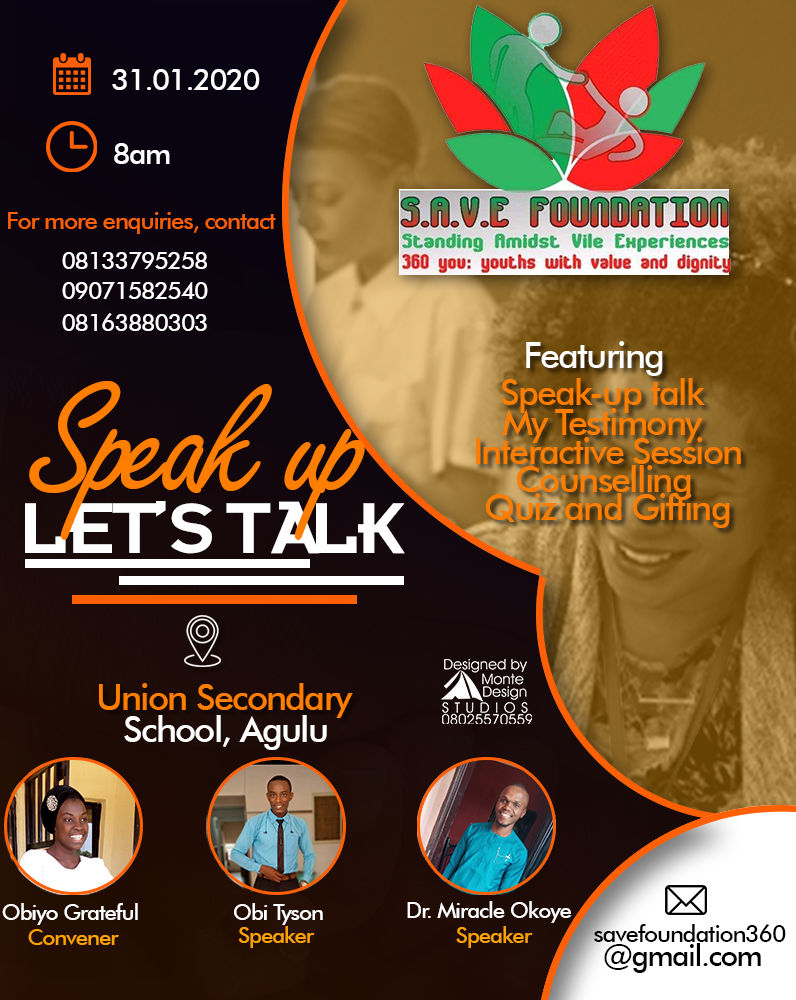 31.01.2020
8am
For more enquiries, contact
08133795258
09071582540
08163880303
S.A.V.E FOUNDATION
Standing Amidst Vile Experiences
360 you: youths with value and dignity
Featuring
Speak-up talk
My Testimony
Interactive Session
Counselling
Quiz and Gifting
Speak up
LET'S TALK
Union Secondary
School, Agulu
Designed by
Monte
Design
STUDIOS
08025570559
Obiyo Grateful
Convener
Obi Tyson
Speaker
Dr. Miracle Okoye
Speaker
savefoundation360
@gmail.com